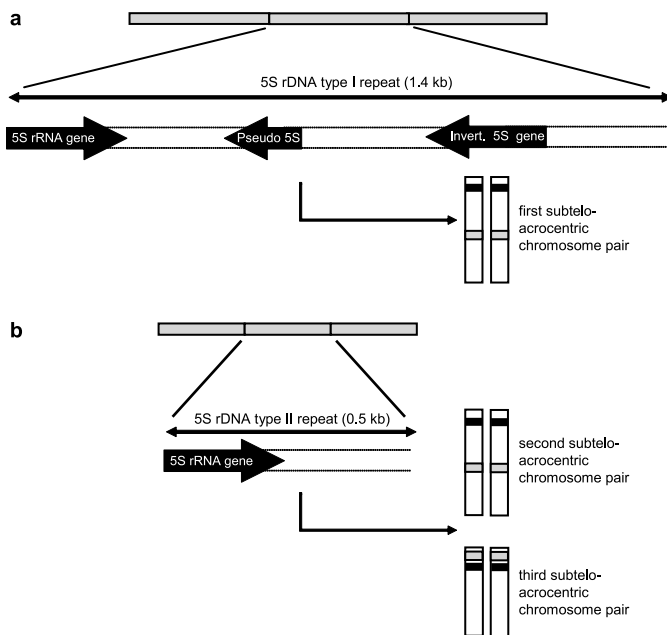 a
5S rDNA type I repeat (1.4 kb)
5S rRNA gene
Pseudo 5S
Invert. 5S gene
first subtelo-
acrocentric
chromosome pair
b
5S rDNA type II repeat (0.5 kb)
5S rRNA gene
second subtelo-
acrocentric
chromosome pair
third subtelo-
acrocentric
chromosome pair